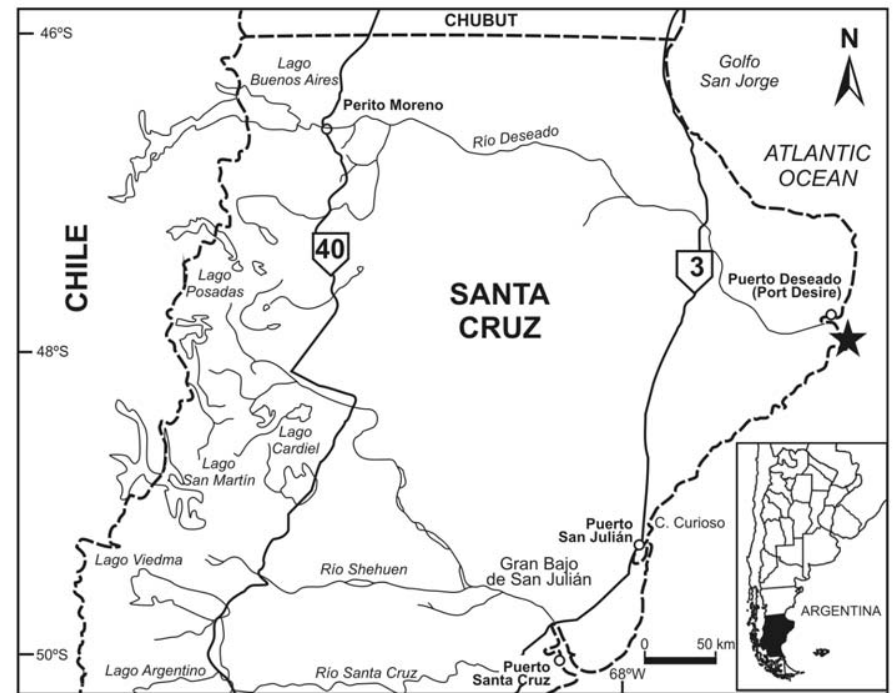 46ºS
CHUBUT
N
Lago
Buenos Aires
Golfo
San Jorge
Perito Moreno
Río Deseado
ATLANTIC
OCEAN
CHILE
40
3
Lago
Posadas
SANTA
CRUZ
Puerto Deseado
(Port Desire)
48ºS
Lago
Cardiel
Lago
San Martín
Puerto
San Julián
C. Curioso
Lago Viedma
Río Shehuen
Gran Bajo
de San Julián
ARGENTINA
0 50 km
50ºS
Lago Argentino
Río Santa Cruz
Puerto
Santa Cruz
68ºW